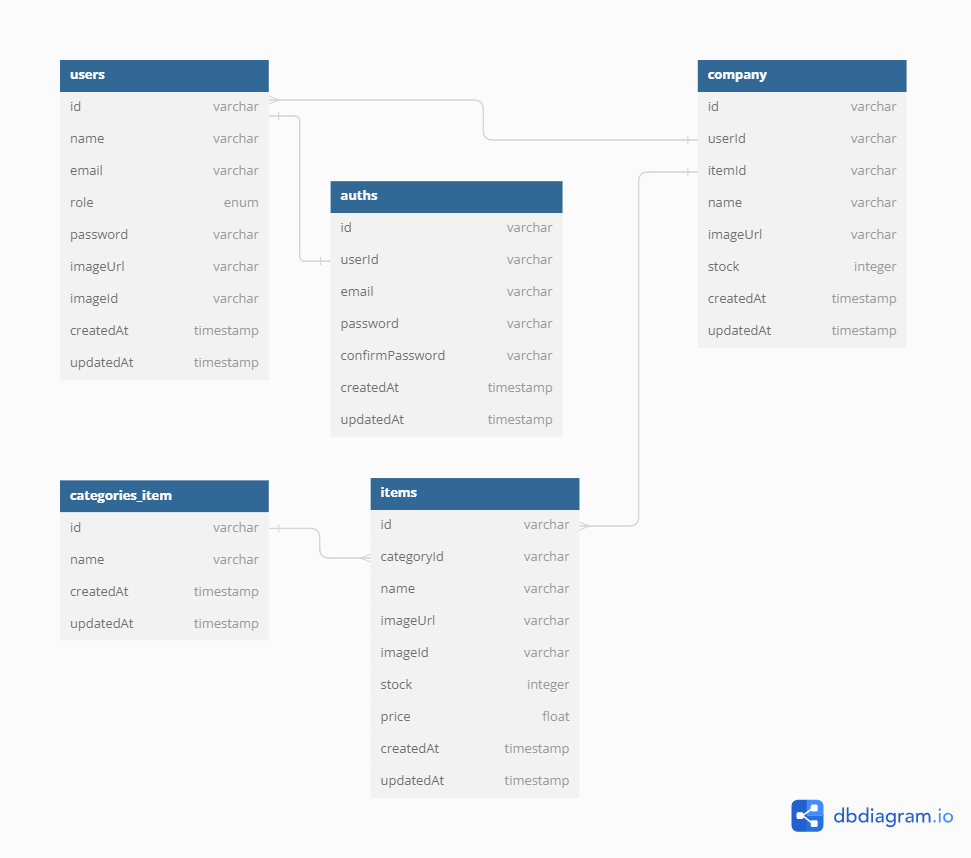 users
id varchar
name varchar
email varchar
role enum
password varchar
imageUrl varchar
imageId varchar
createdAt timestamp
updatedAt timestamp
company
id varchar
userId varchar
itemId varchar
name varchar
imageUrl varchar
stock integer
createdAt timestamp
updatedAt timestamp
auths
id varchar
userId varchar
email varchar
password varchar
confirmPassword varchar
createdAt timestamp
updatedAt timestamp
categories_item
id varchar
name varchar
createdAt timestamp
updatedAt timestamp
items
id varchar
categoryId varchar
name varchar
imageUrl varchar
imageId varchar
stock integer
price float
createdAt timestamp
updatedAt timestamp
dbdiagram.io